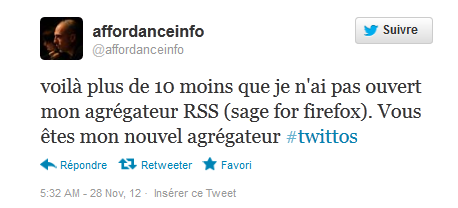 affordanceinfo
@affordanceinfo
Suivre
voilà plus de 10 moins que je n'ai pas ouvert
mon agrégateur RSS (sage for firefox). Vous
êtes mon nouvel agrégateur #twittos
Répondre Retweeter Favori
5:32 AM - 28 Nov, 12 · Insérer ce Tweet